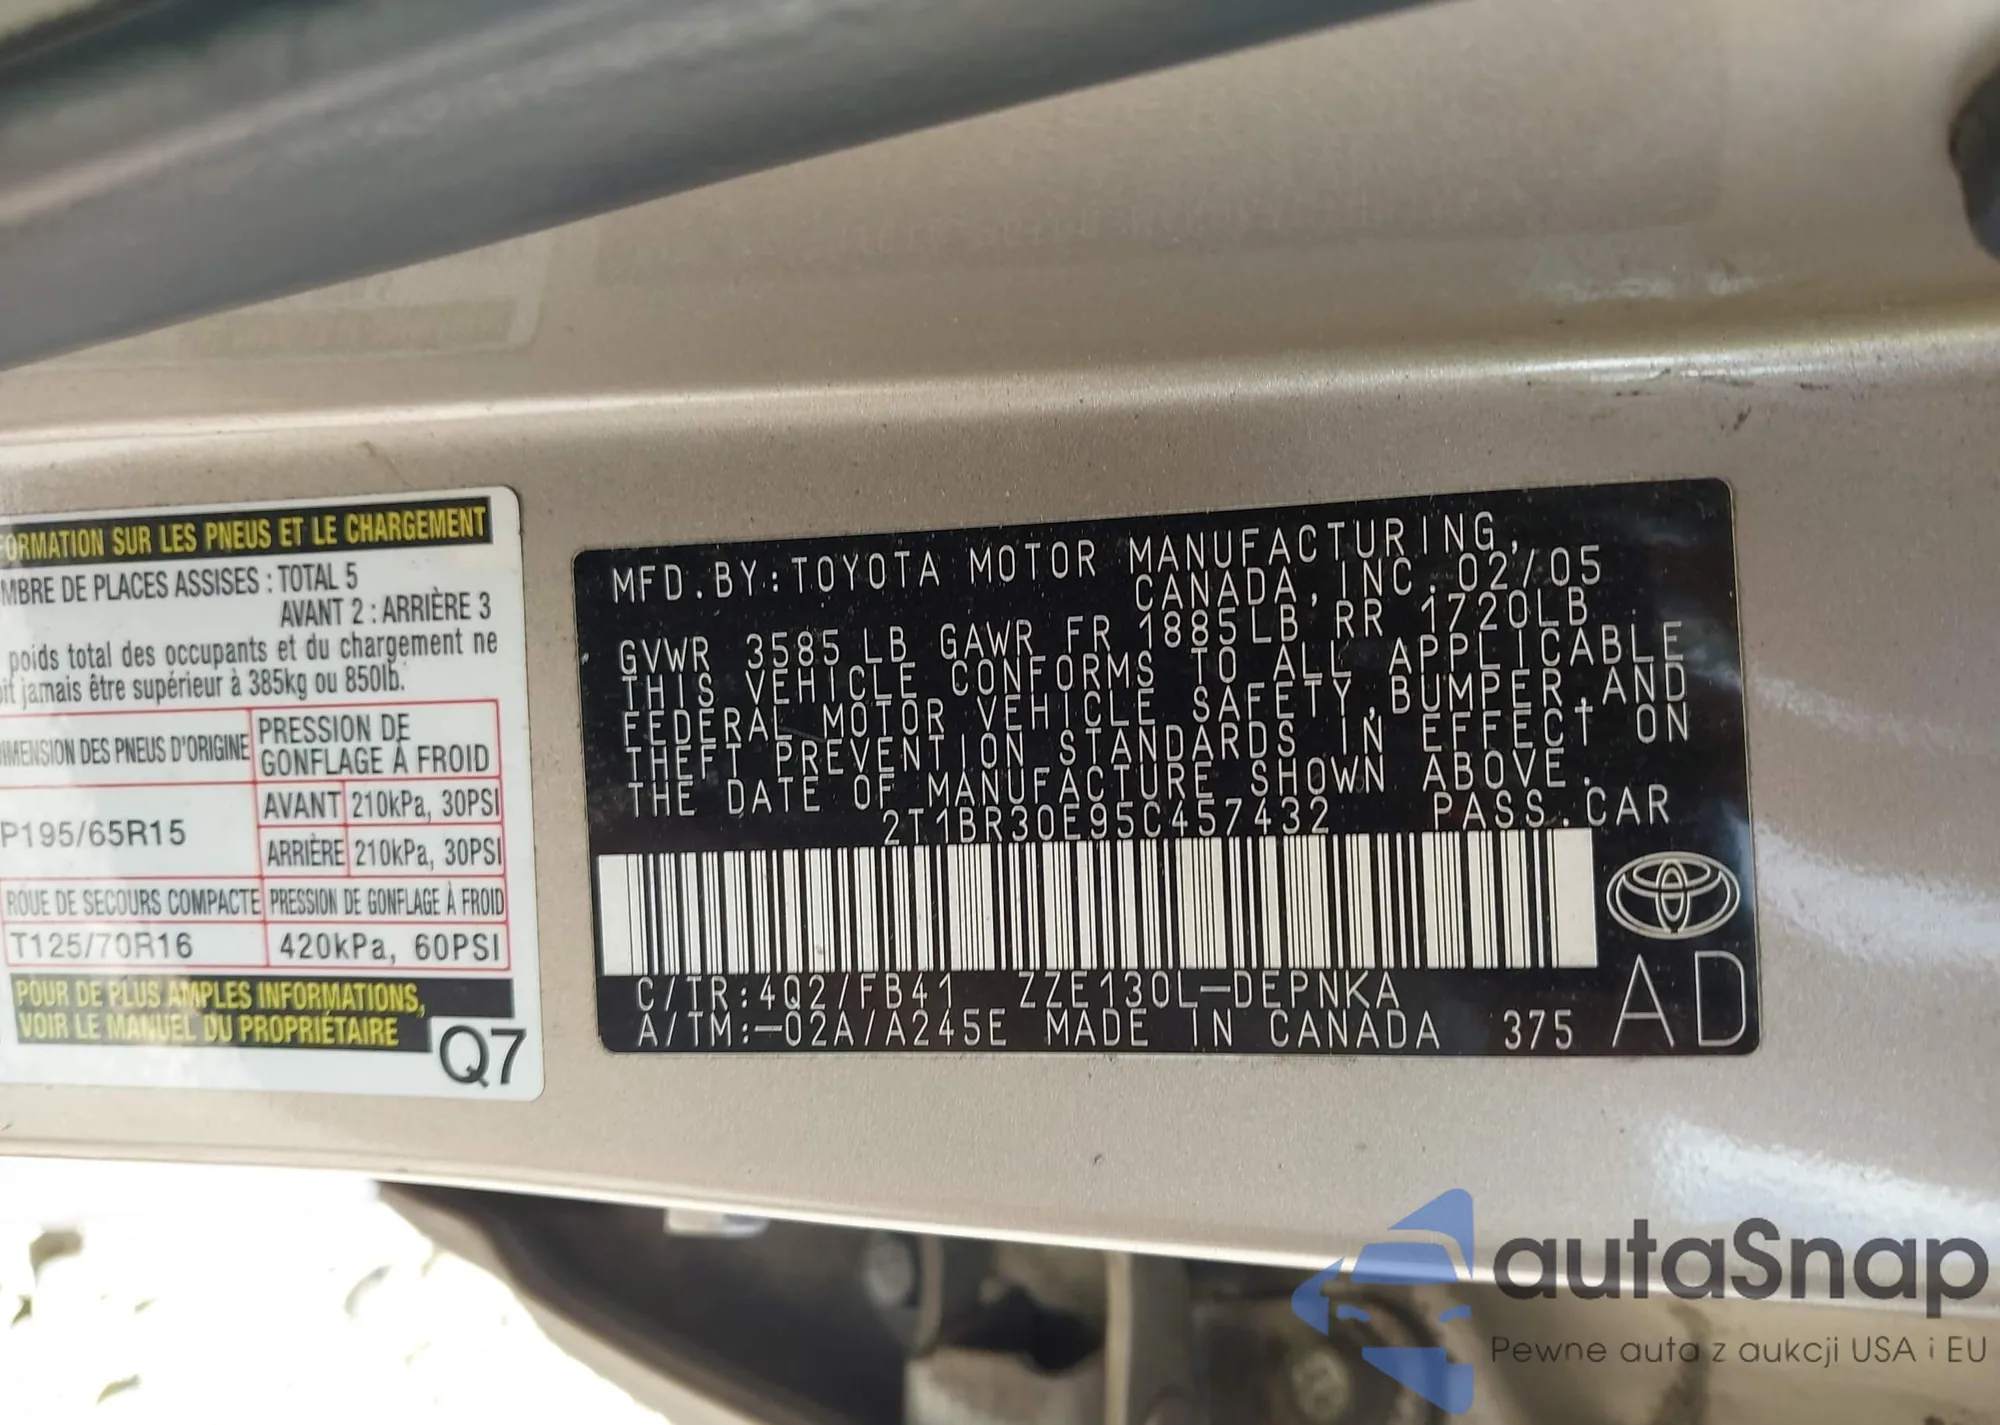 FORMATION SUR LES PNEUS ET LE CHARGEMENT
MBRE DE PLACES ASSISES : TOTAL 5
AVANT 2 : ARRIÈRE 3
poids total des occupants et du chargement ne
it jamais être supérieur à 385kg ou 850lb.
DIMENSION DES PNEUS D'ORIGINE
PRESSION DE
GONFLAGE À FROID
P195/65R15
AVANT 210kPa, 30PSI
ARRIÈRE 210kPa, 30PSI
ROUE DE SECOURS COMPACTE PRESSION DE GONFLAGE À FROID
T125/70R16 420kPa, 60PSI
POUR DE PLUS AMPLES INFORMATIONS,
VOIR LE MANUEL DU PROPRIÉTAIRE
Q7
MFD. BY: TOYOTA MOTOR MANUFACTURING,
CANADA, INC. 02/05
GVWR 3585 LB GAWR FR 1885LB RR 1720LB
THIS VEHICLE CONFORMS TO ALL APPLICABLE
FEDERAL MOTOR VEHICLE SAFETY, BUMPER, AND
THEFT PREVENTION STANDARDS IN EFFECT ON
THE DATE OF MANUFACTURE SHOWN ABOVE.
2T1BR30E95C457432 PASS. CAR
C/TR: 4Q2/FB41 ZZE130L-DEPNKA
A/TM:-02A/A245E MADE IN CANADA 375
AD
autaSnap
Pewne auta z aukcji USA i EU